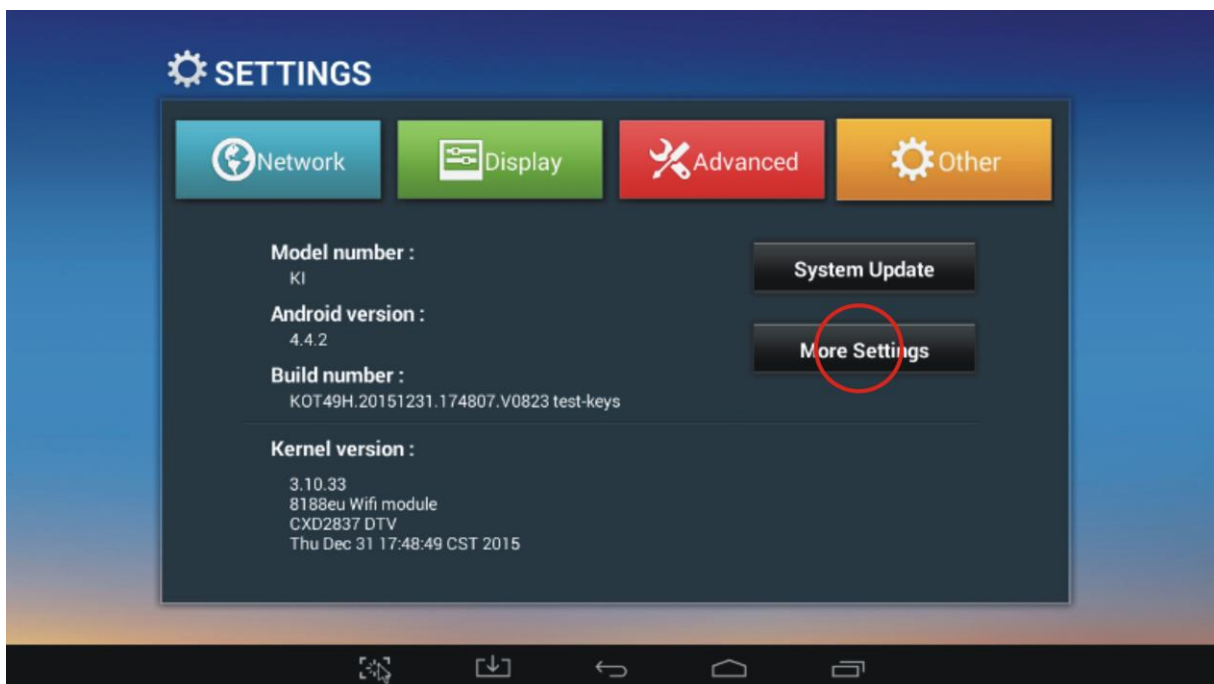 SETTINGS
Network
Display
Advanced
Other
Model number :
KI
System Update
Android version :
4.4.2
More Settings
Build number :
KOT49H.20151231.174807.V0823 test-keys
Kernel version :
3.10.33
8188eu Wifi module
CXD2837 DTV
Thu Dec 31 17:48:49 CST 2015